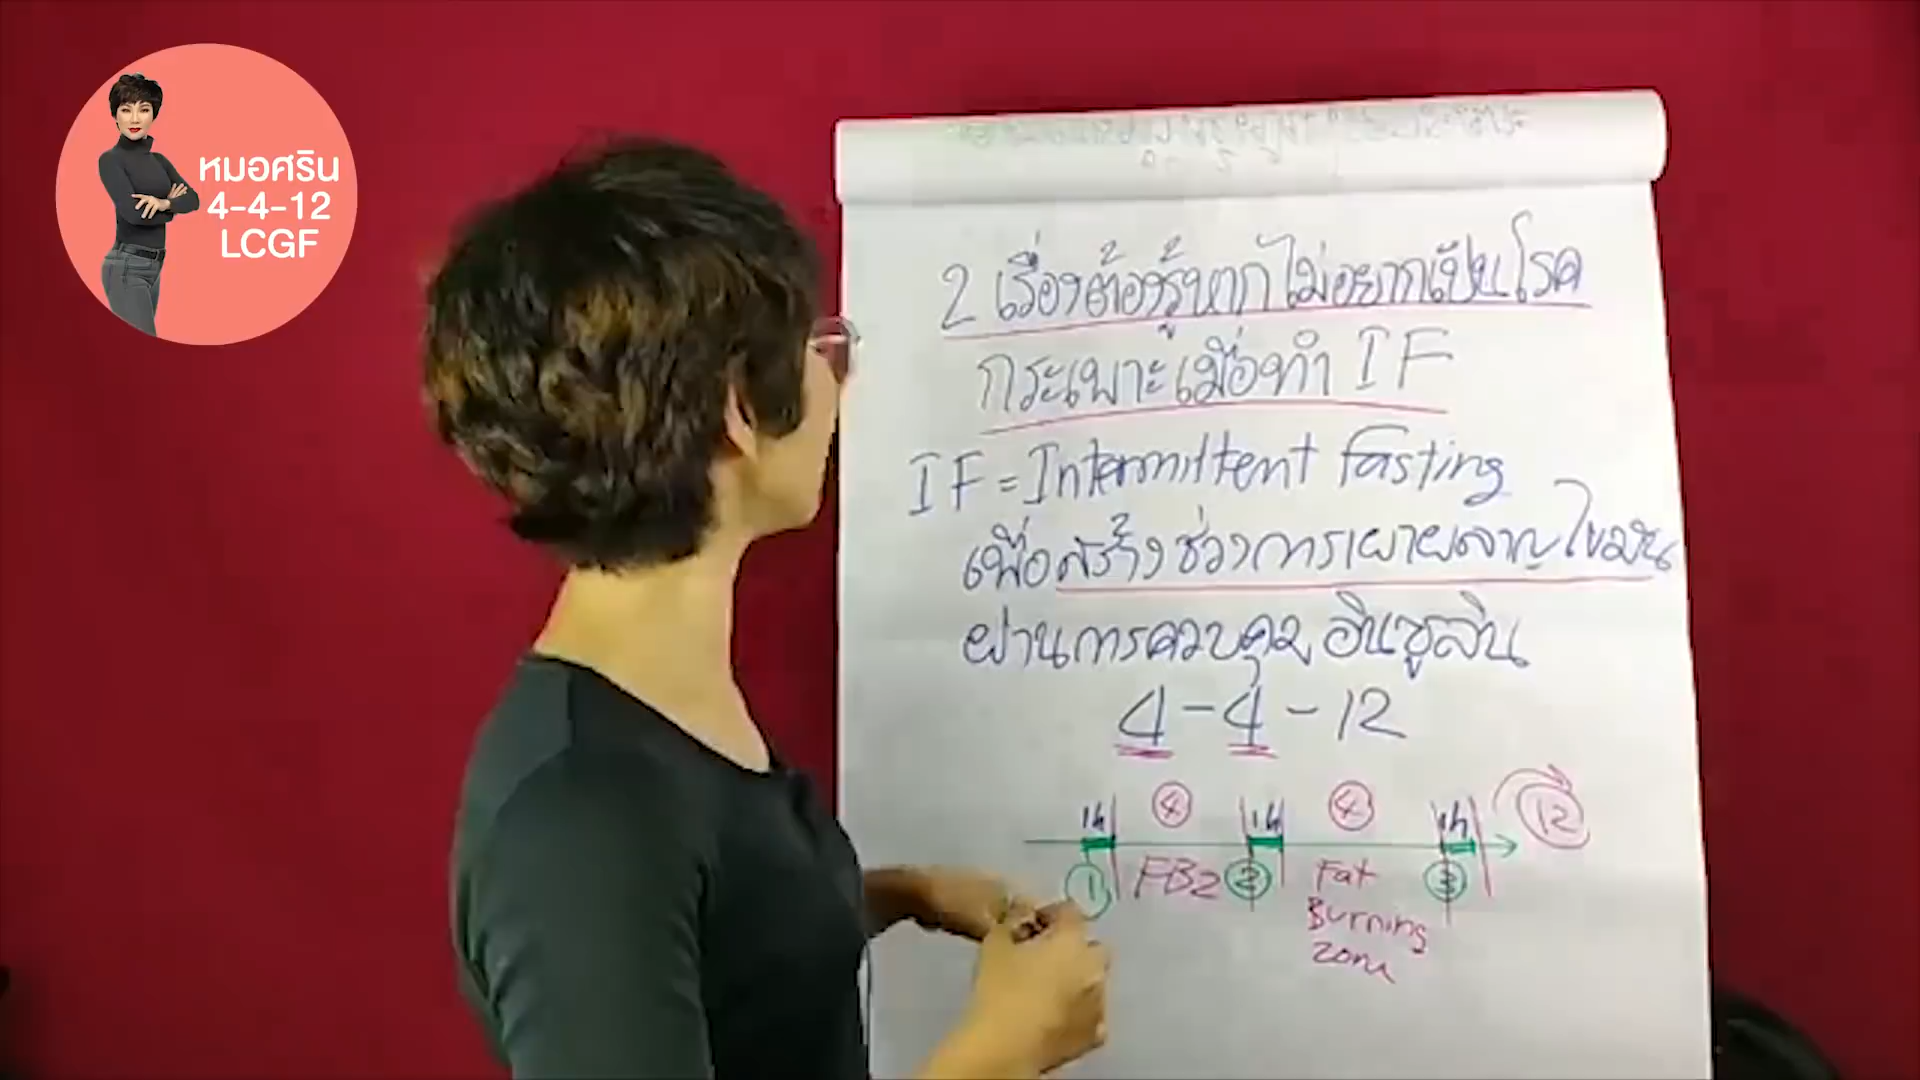 หมอศริน
4-4-12
LCGF
2 เรื่องต้องรู้หากไม่อยากเป็นโรค
กระเพาะเมื่อทำ IF
IF = Intermittent fasting
เพื่อสร้างช่วงการเผาผลาญไขมัน
ผ่านการควบคุมอินซูลิน
4-4-12
1h 4 1h 4 1h 12
1 FBZ 2 Fat 3
Burning
Zone